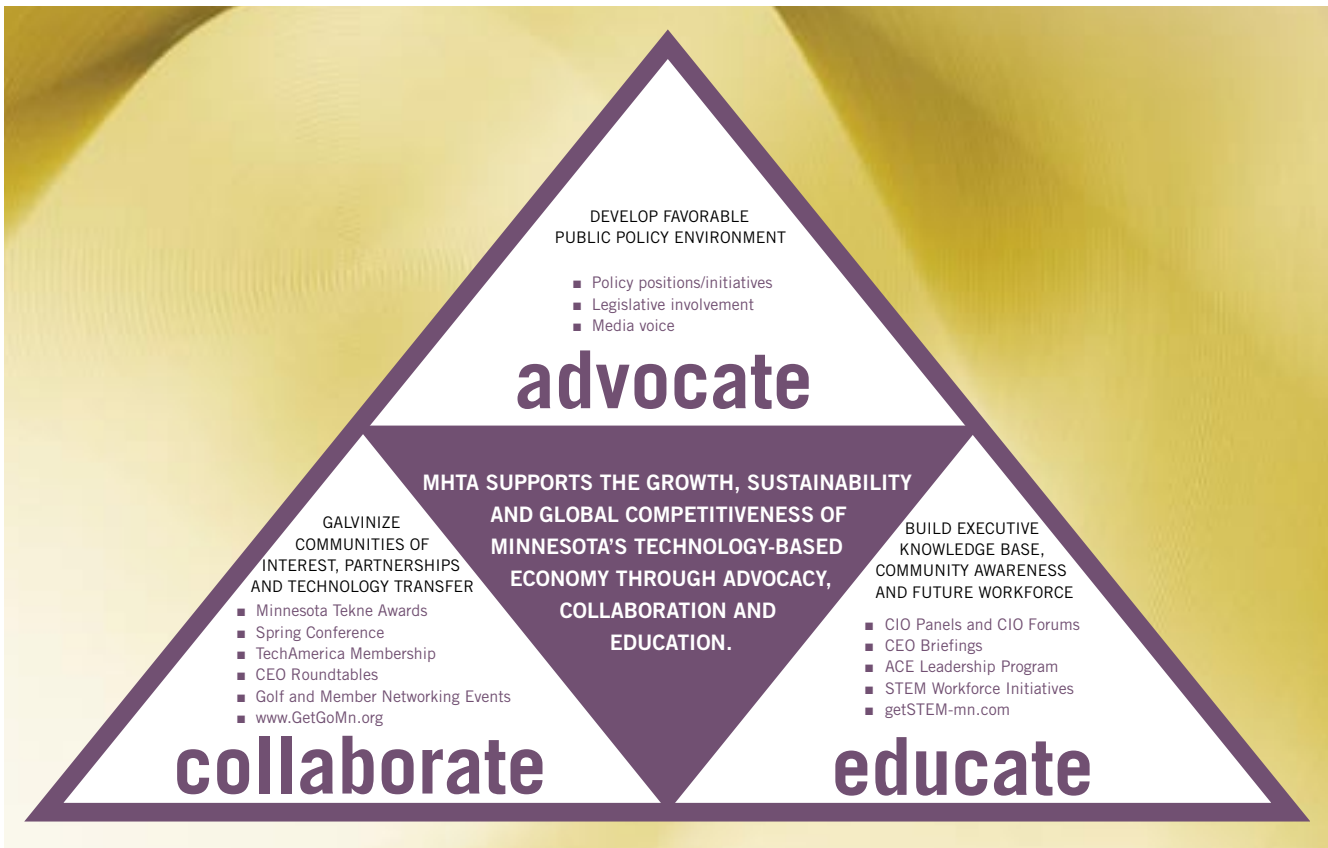 DEVELOP FAVORABLE
PUBLIC POLICY ENVIRONMENT
■ Policy positions/initiatives
■ Legislative involvement
■ Media voice
advocate
MHTA SUPPORTS THE GROWTH, SUSTAINABILITY
AND GLOBAL COMPETITIVENESS OF
MINNESOTA'S TECHNOLOGY-BASED
ECONOMY THROUGH ADVOCACY,
COLLABORATION AND
EDUCATION.
GALVINIZE
COMMUNITIES OF
INTEREST, PARTNERSHIPS
AND TECHNOLOGY TRANSFER
■ Minnesota Tekne Awards
■ Spring Conference
■ TechAmerica Membership
■ CEO Roundtables
■ Golf and Member Networking Events
■ www.GetGoMn.org
collaborate
BUILD EXECUTIVE
KNOWLEDGE BASE,
COMMUNITY AWARENESS
AND FUTURE WORKFORCE
■ CIO Panels and CIO Forums
■ CEO Briefings
■ ACE Leadership Program
■ STEM Workforce Initiatives
■ getSTEM-mn.com
educate